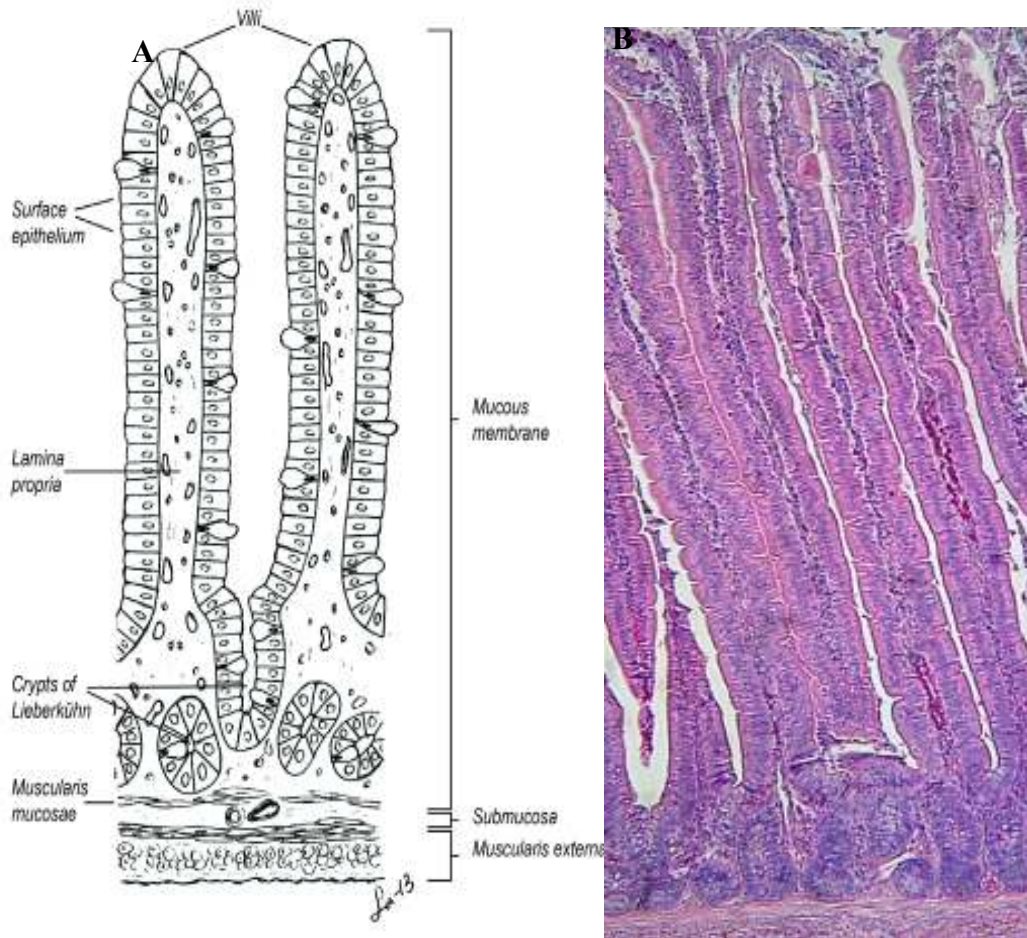 Villi
A
B
Surface
epithelium
Mucous
membrane
Lamina
propria
Crypts of
Lieberkühn
Muscularis
mucosae
Submucosa
Muscularis externa